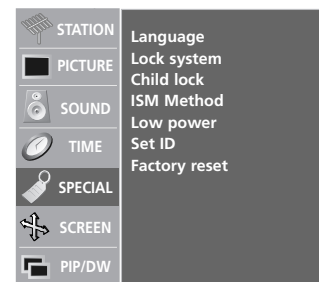 STATION
PICTURE
SOUND
TIME
SPECIAL
SCREEN
PIP/DW
Language
Lock system
Child lock
ISM Method
Low power
Set ID
Factory reset